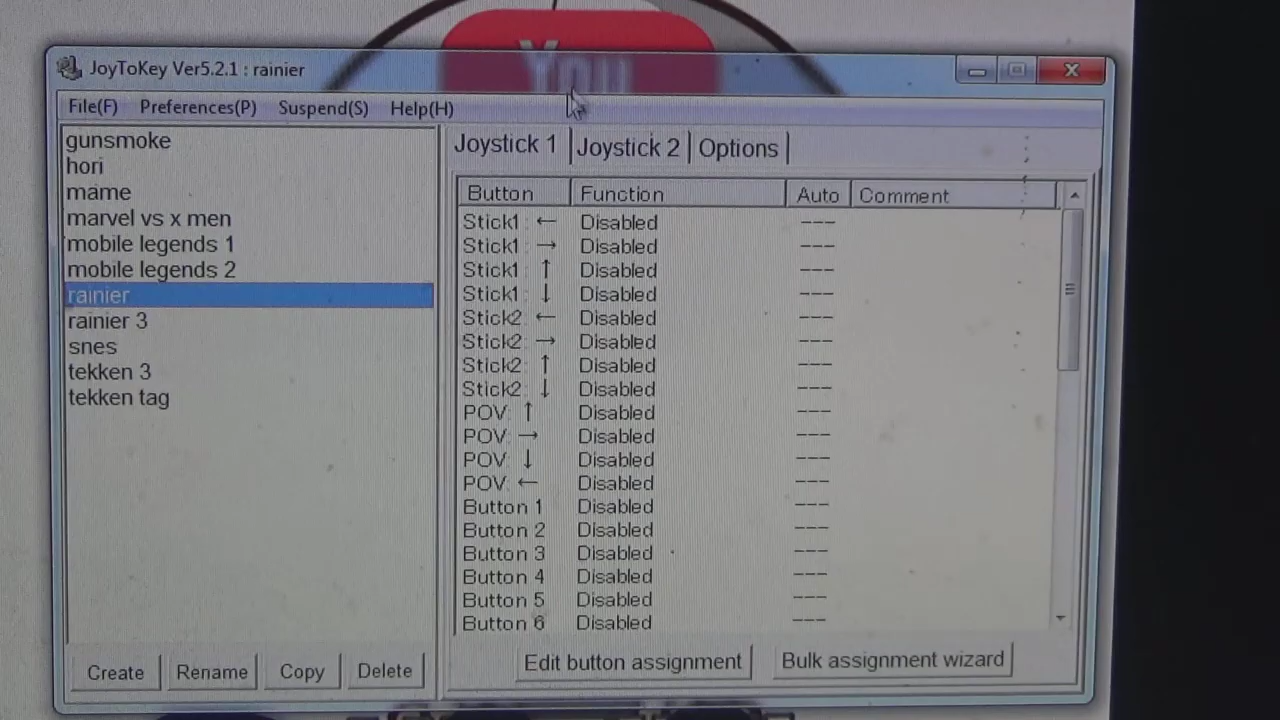 You
JoyToKey Ver5.2.1 : rainier
File(F) Preferences(P) Suspend(S) Help(H)
gunsmoke
hori
mame
marvel vs x men
mobile legends 1
mobile legends 2
rainier
rainier 3
snes
tekken 3
tekken tag
Create Rename Copy Delete
Joystick 1 Joystick 2 Options
Button Function Auto Comment
Stick1 : ← Disabled ---
Stick1 : → Disabled ---
Stick1 : ↑ Disabled ---
Stick1 : ↓ Disabled ---
Stick2 : ← Disabled ---
Stick2 : → Disabled ---
Stick2 : ↑ Disabled ---
Stick2 : ↓ Disabled ---
POV: ↑ Disabled ---
POV: → Disabled ---
POV: ↓ Disabled ---
POV: ← Disabled ---
Button 1 Disabled ---
Button 2 Disabled ---
Button 3 Disabled ---
Button 4 Disabled ---
Button 5 Disabled ---
Button 6 Disabled ---
Edit button assignment Bulk assignment wizard